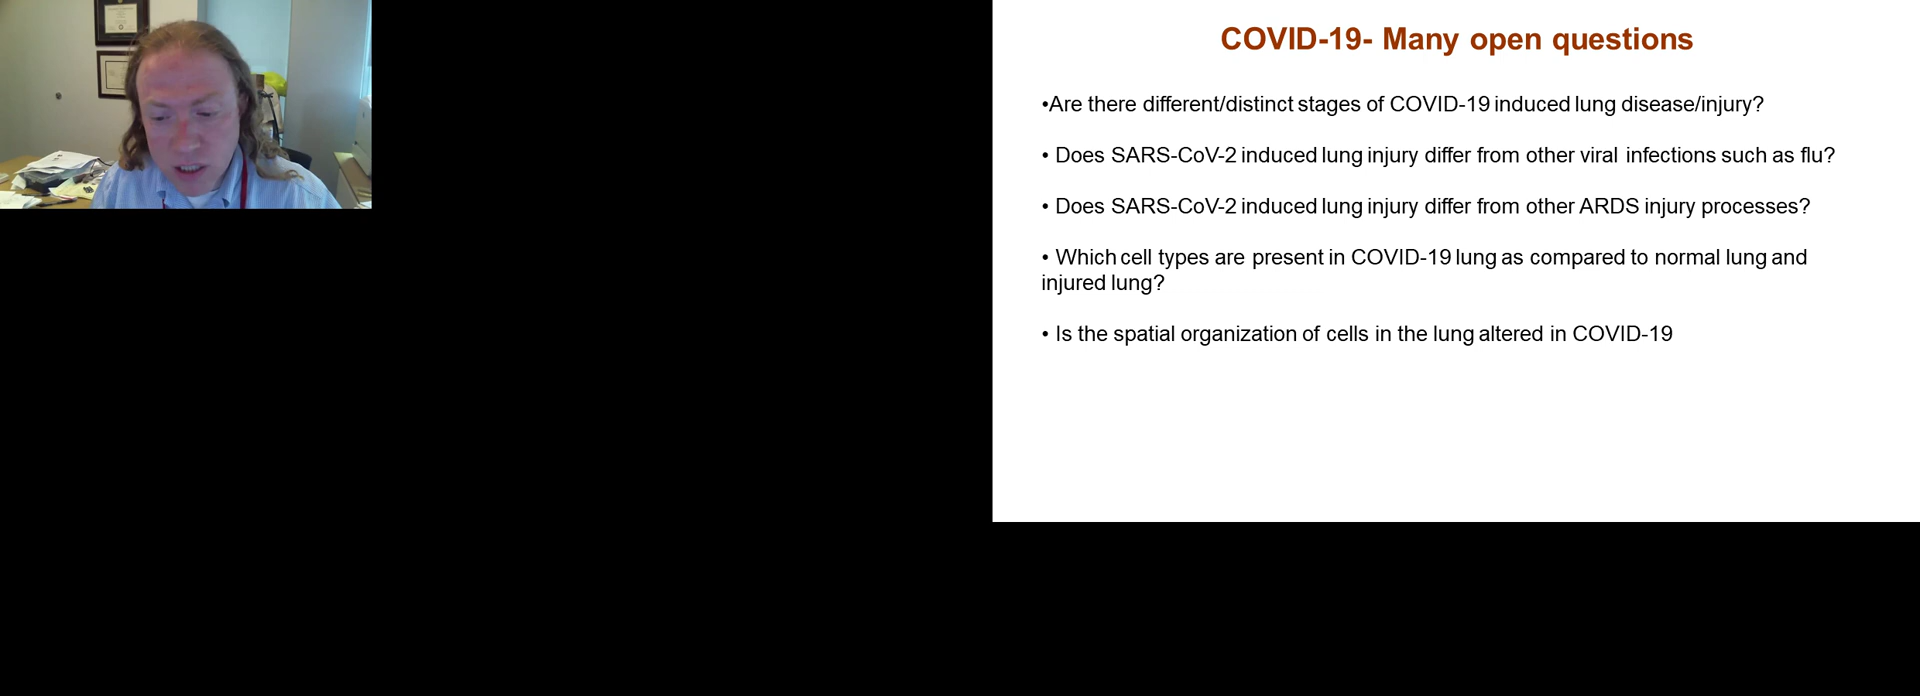 COVID-19- Many open questions
•Are there different/distinct stages of COVID-19 induced lung disease/injury?
• Does SARS-CoV-2 induced lung injury differ from other viral infections such as flu?
• Does SARS-CoV-2 induced lung injury differ from other ARDS injury processes?
• Which cell types are present in COVID-19 lung as compared to normal lung and
injured lung?
• Is the spatial organization of cells in the lung altered in COVID-19